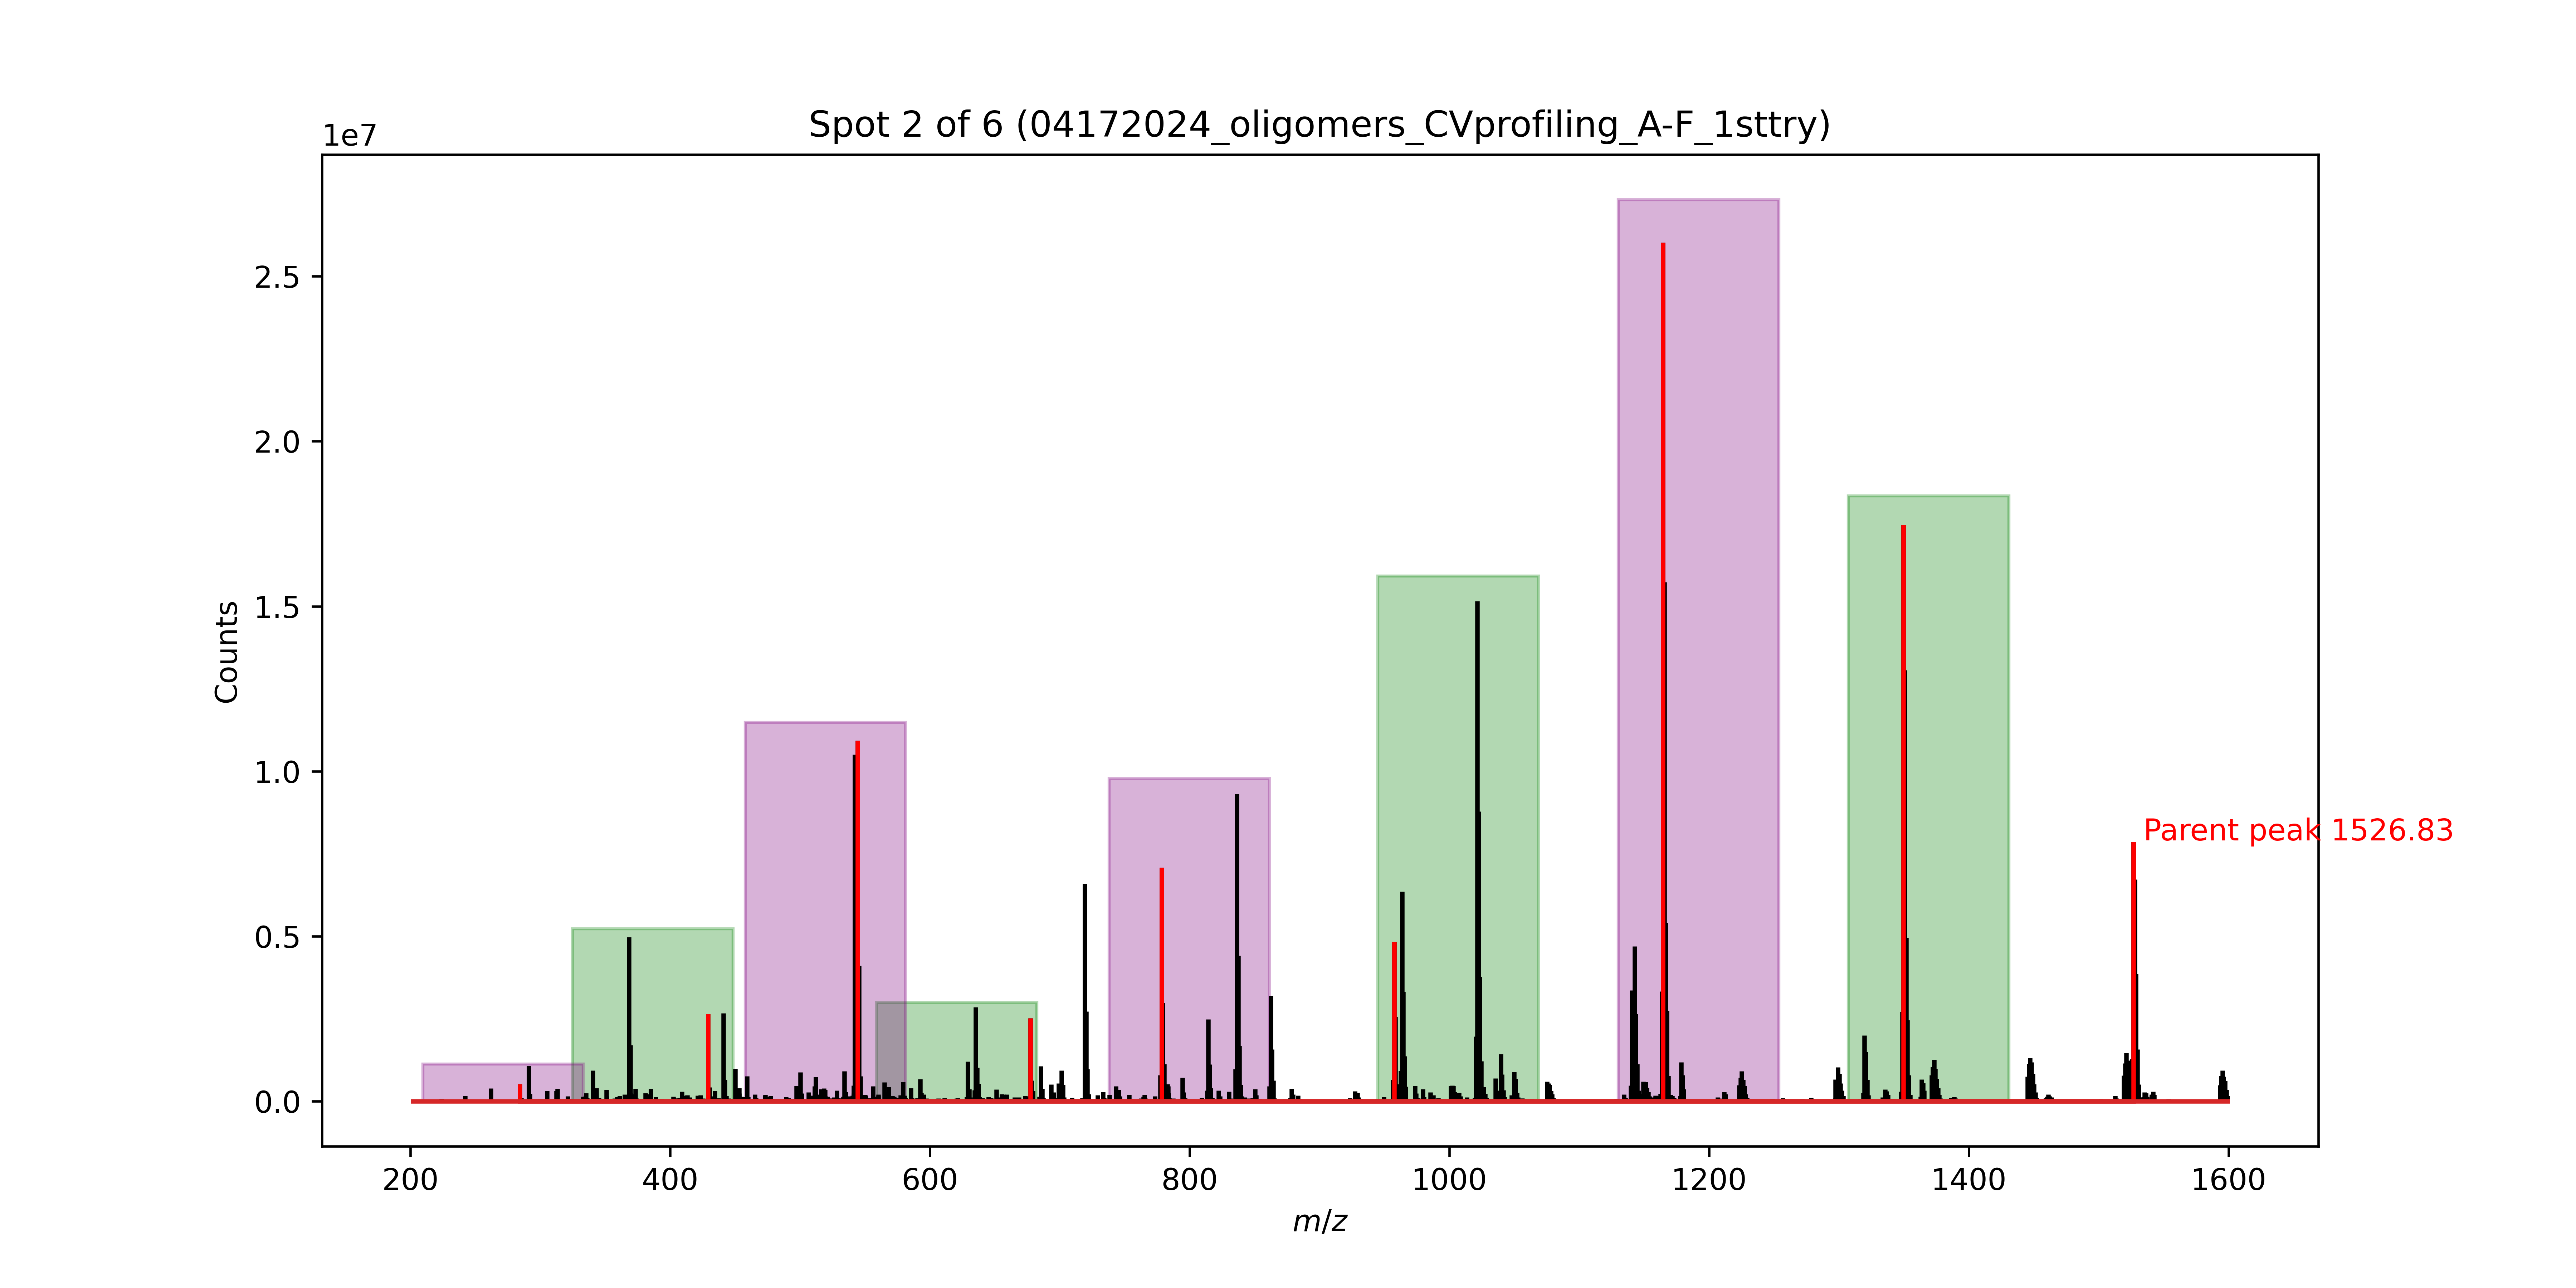 Spot 2 of 6 (04172024_oligomers_CVprofiling_A-F_1sttry)
1e7
2.5
2.0
1.5
1.0
0.5
0.0
Counts
Parent peak 1526.83
200 400 600 800 1000 1200 1400 1600
m/z